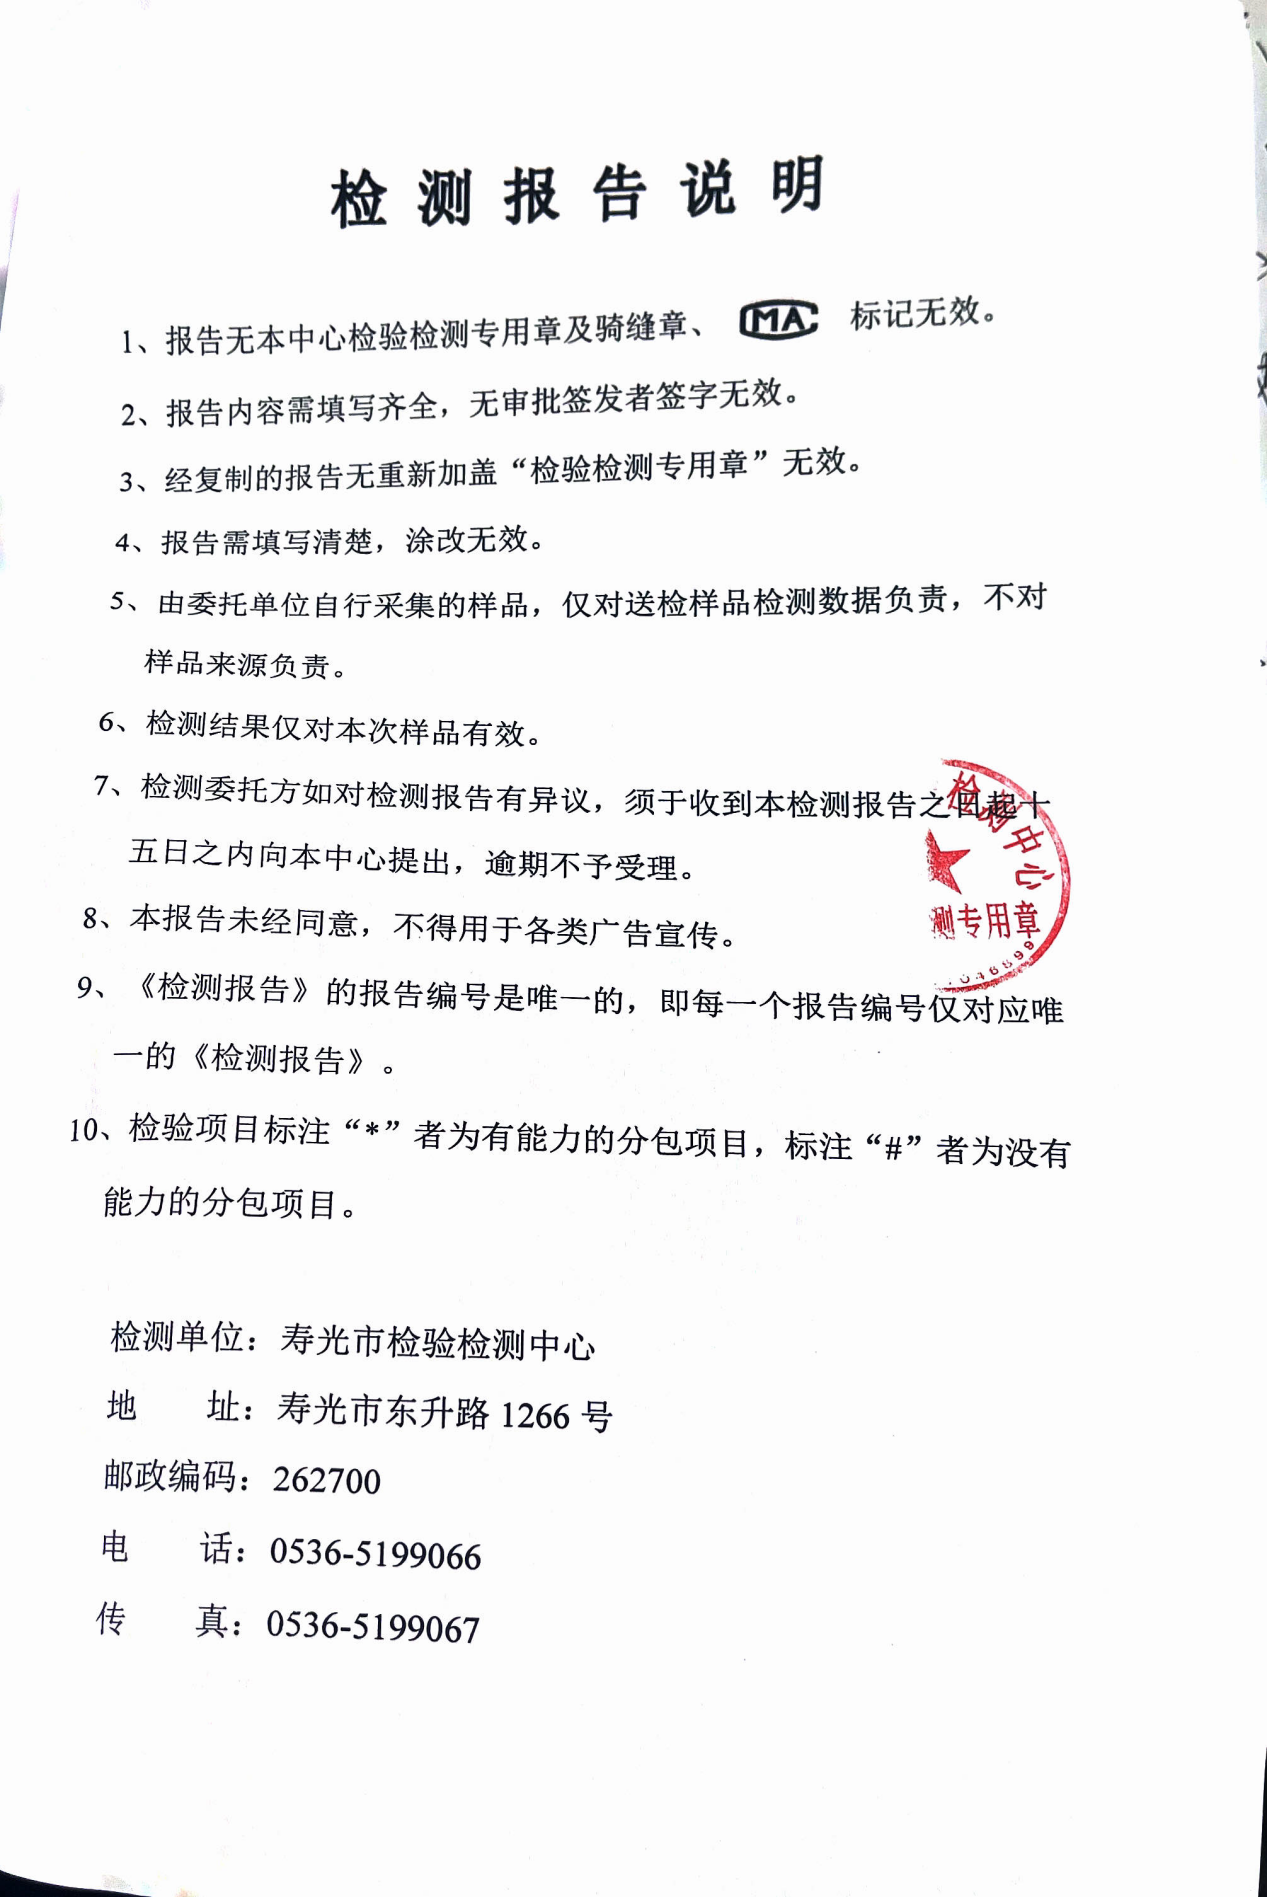 检测报告说明
1、报告无本中心检验检测专用章及骑缝章、 MA 标记无效。
2、报告内容需填写齐全，无审批签发者签字无效。
3、经复制的报告无重新加盖“检验检测专用章”无效。
4、报告需填写清楚，涂改无效。
5、由委托单位自行采集的样品，仅对送检样品检测数据负责，不对
样品来源负责。
6、检测结果仅对本次样品有效。
7、检测委托方如对检测报告有异议，须于收到本检测报告之日起十
五日之内向本中心提出，逾期不予受理。
8、本报告未经同意，不得用于各类广告宣传。
9、《检测报告》的报告编号是唯一的，即每一个报告编号仅对应唯
一的《检测报告》。
10、检验项目标注“*”者为有能力的分包项目，标注“#”者为没有
能力的分包项目。
检测中心
测专用章
检测单位：寿光市检验检测中心
地 址：寿光市东升路 1266 号
邮政编码：262700
电 话：0536-5199066
传 真：0536-5199067